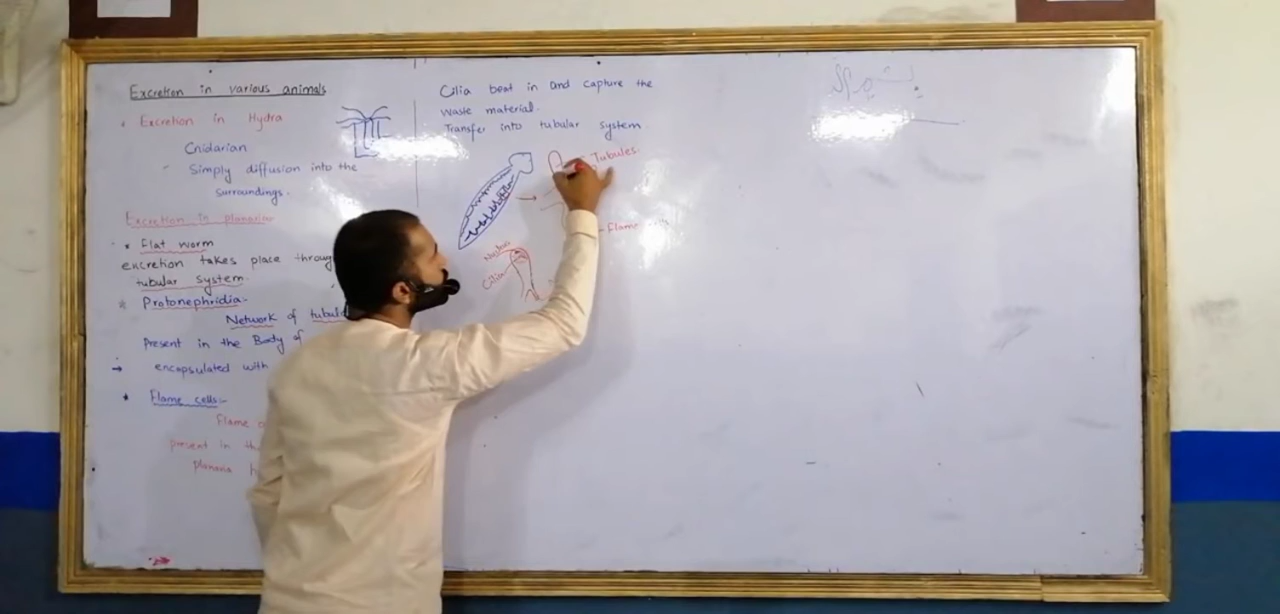 Excretion in various animals
Excretion in Hydra
Cnidarian
Simply diffusion into the
surroundings.
Excretion in planarian
* Flat worm
excretion takes place throug
tubular system.
* Protonephridia:-
Network of tubul
Present in the Body of
→ encapsulated with
* Flame cells:-
Flame
present in th
planaria
Cilia beat in and capture the
waste material.
Transfer into tubular system
Tubules.
Flame
Nucleus
Cilia